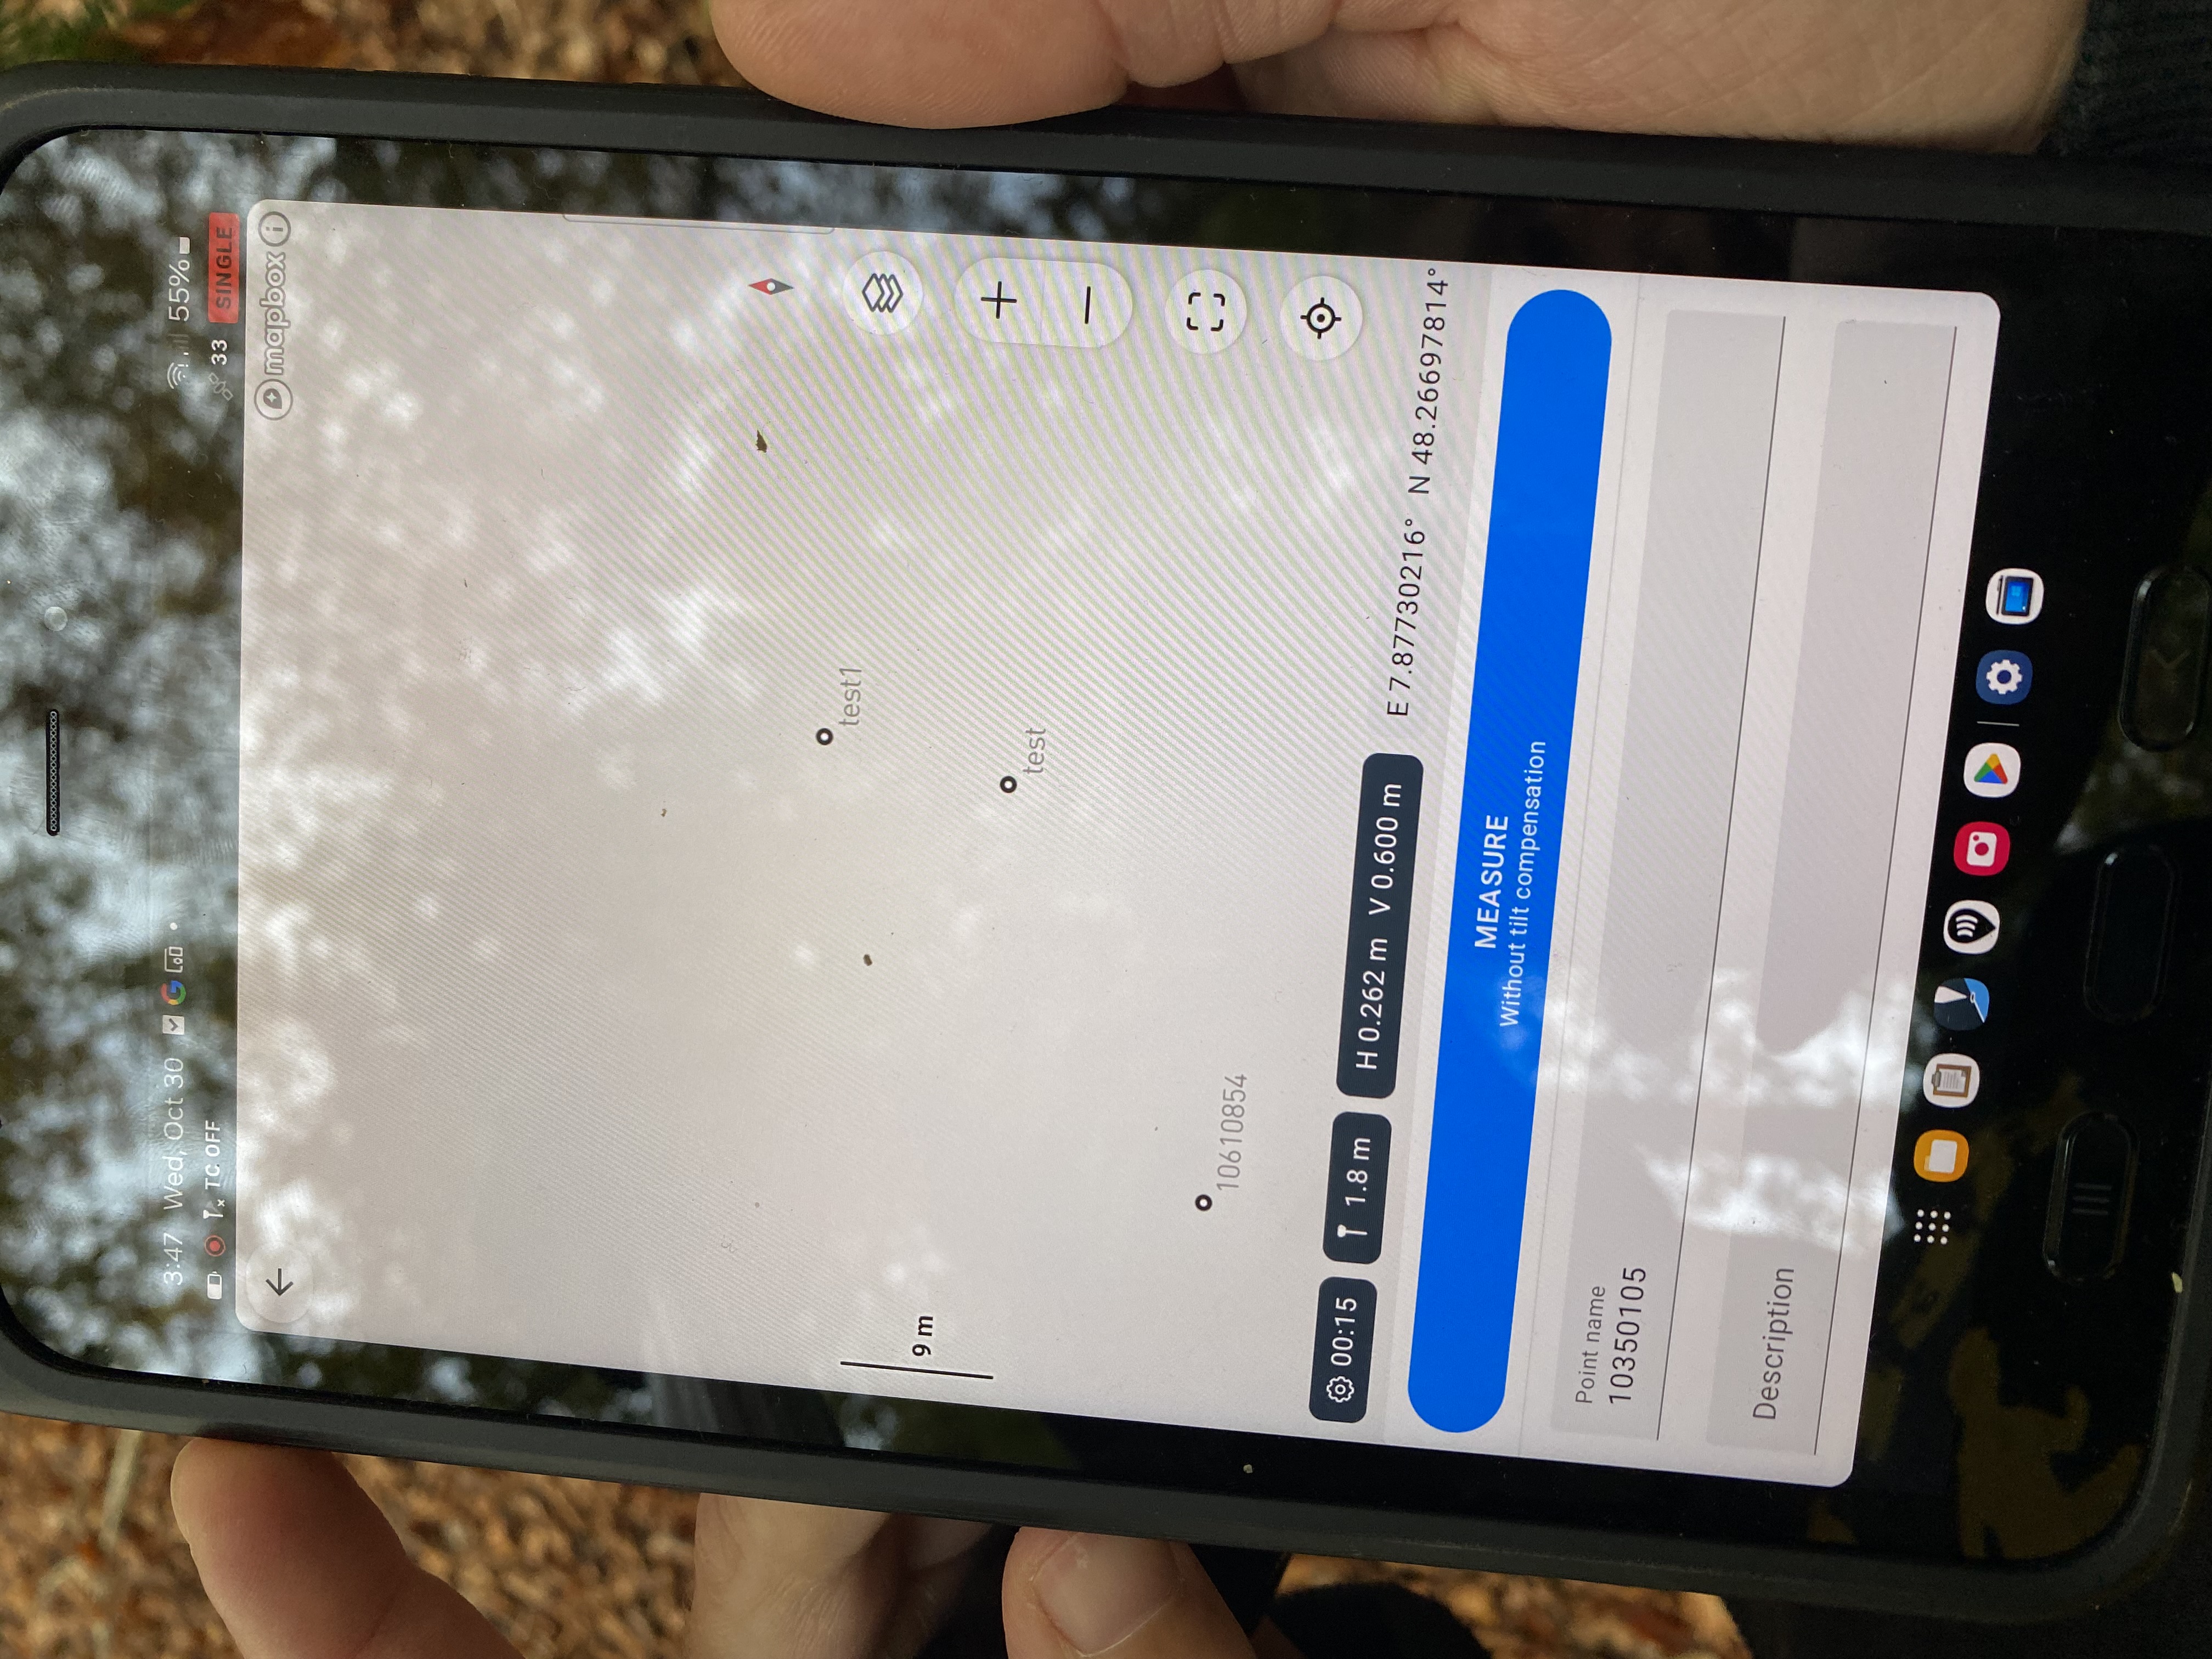 3:47 Wed, Oct 30 55%
TC OFF 33 SINGLE
mapbox
test1
9 m
test
10610854
00:15 1.8 m H 0.262 m V 0.600 m E 7.87730216° N 48.26697814°
MEASURE
Without tilt compensation
Point name
10350105
Description